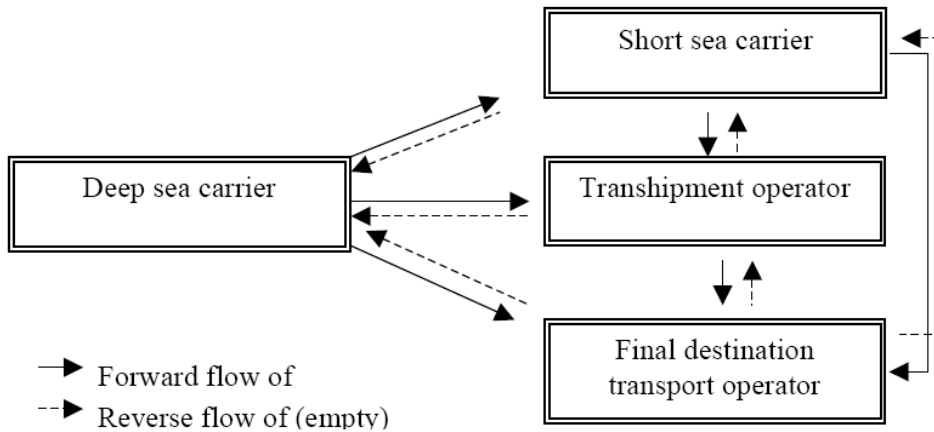 Short sea carrier
Deep sea carrier
Transhipment operator
Final destination
transport operator
Forward flow of
Reverse flow of (empty)